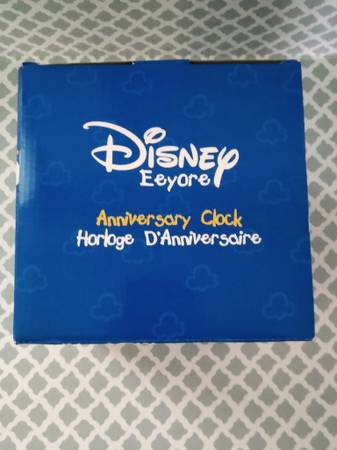 Disney
Eeyore
Anniversary Clock
Horloge D'Anniversaire